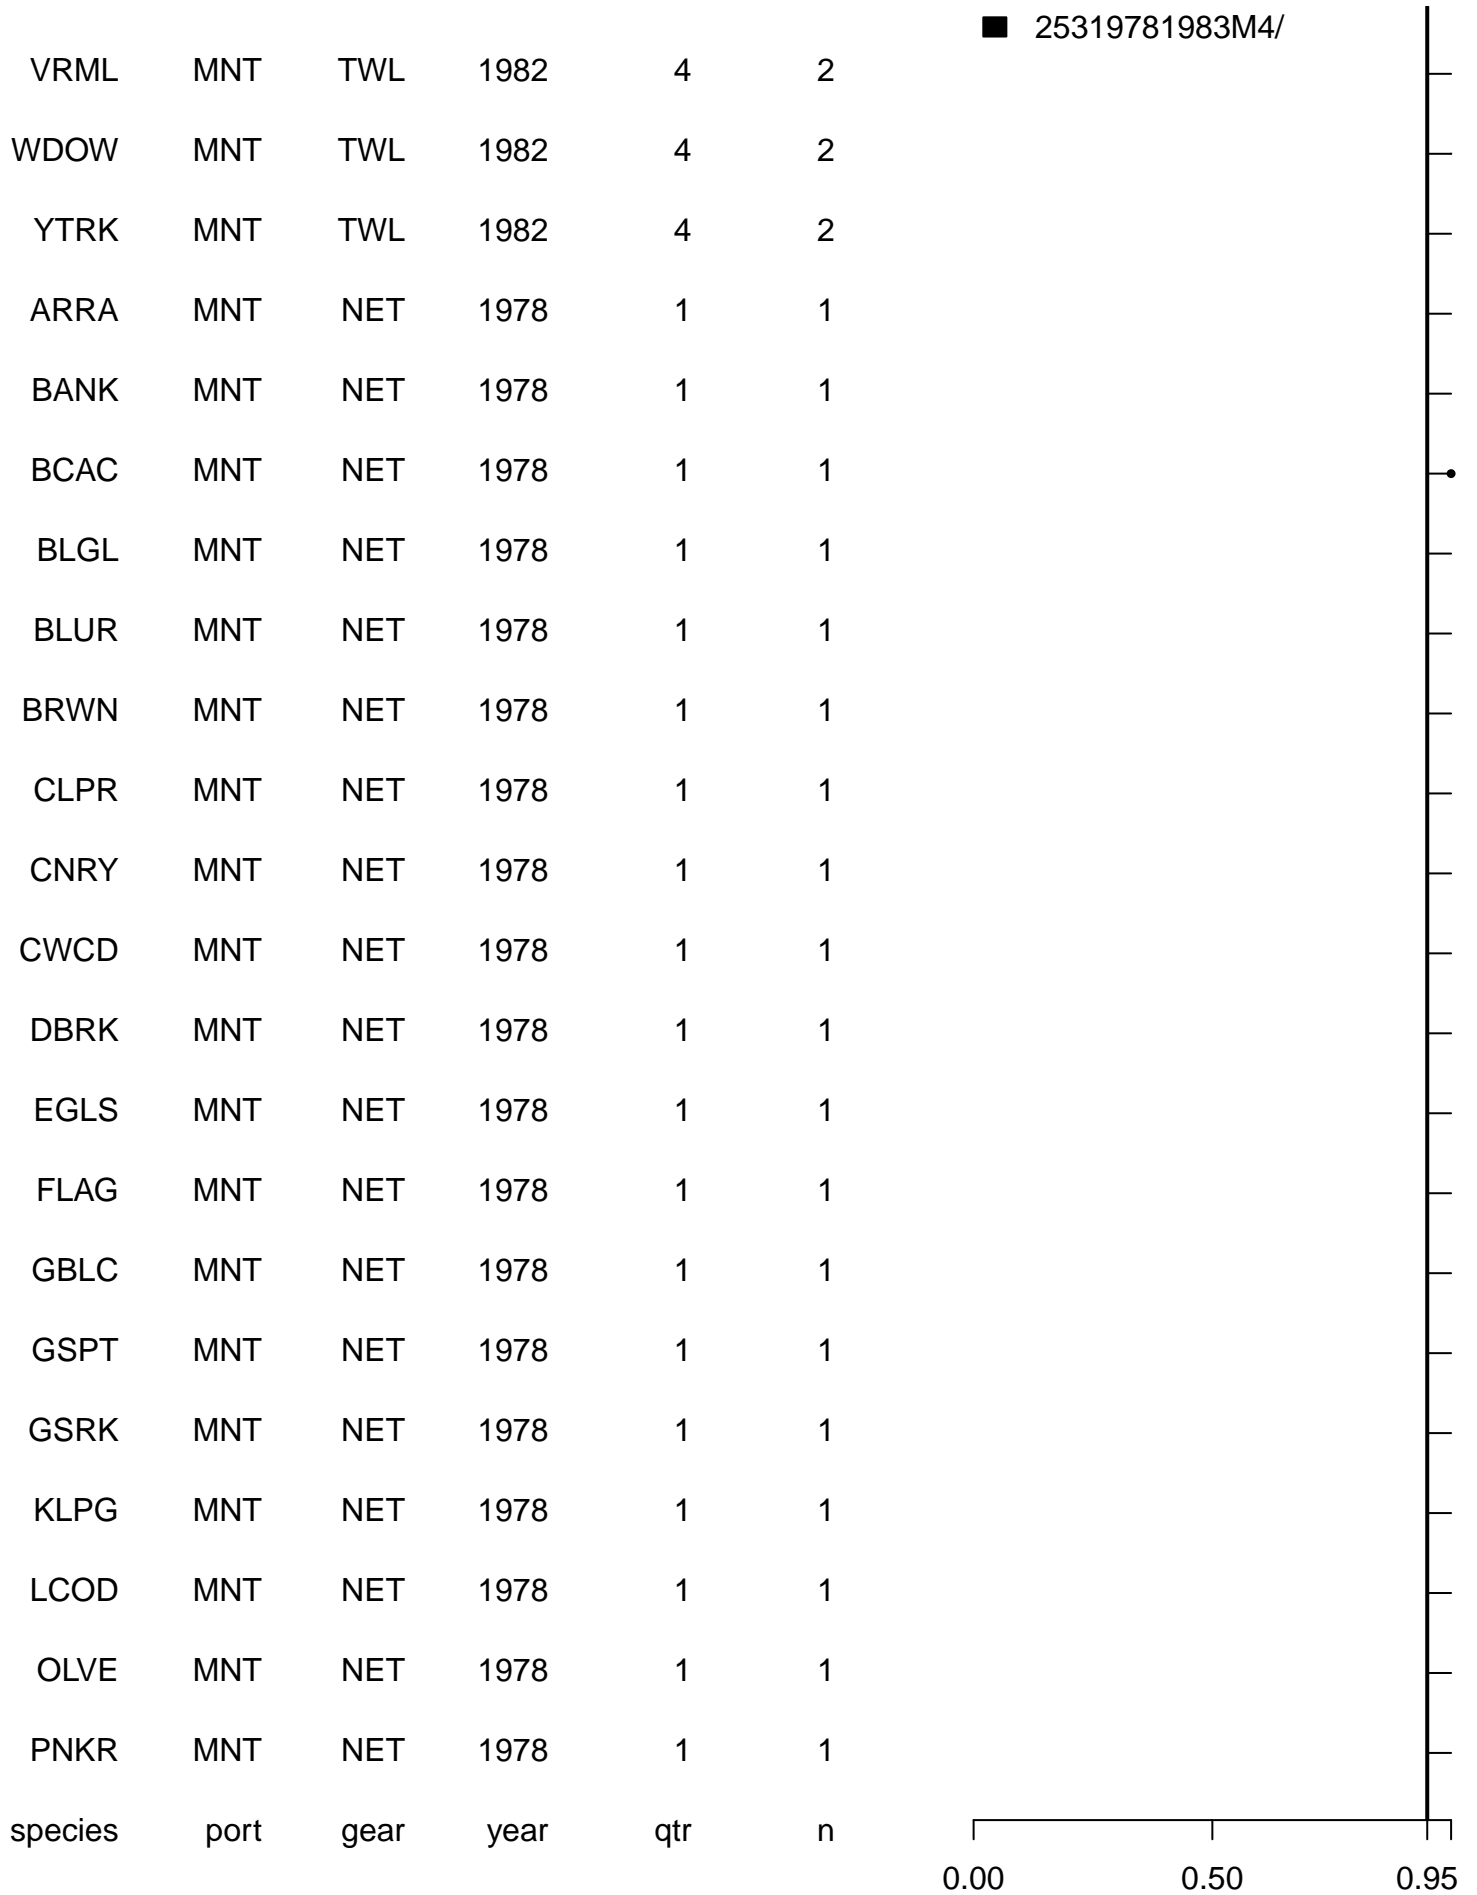 25319781983M4/
VRML MNT TWL 1982 4 2
WDOW MNT TWL 1982 4 2
YTRK MNT TWL 1982 4 2
ARRA MNT NET 1978 1 1
BANK MNT NET 1978 1 1
BCAC MNT NET 1978 1 1
BLGL MNT NET 1978 1 1
BLUR MNT NET 1978 1 1
BRWN MNT NET 1978 1 1
CLPR MNT NET 1978 1 1
CNRY MNT NET 1978 1 1
CWCD MNT NET 1978 1 1
DBRK MNT NET 1978 1 1
EGLS MNT NET 1978 1 1
FLAG MNT NET 1978 1 1
GBLC MNT NET 1978 1 1
GSPT MNT NET 1978 1 1
GSRK MNT NET 1978 1 1
KLPG MNT NET 1978 1 1
LCOD MNT NET 1978 1 1
OLVE MNT NET 1978 1 1
PNKR MNT NET 1978 1 1
species port gear year qtr n
0.00 0.50 0.95